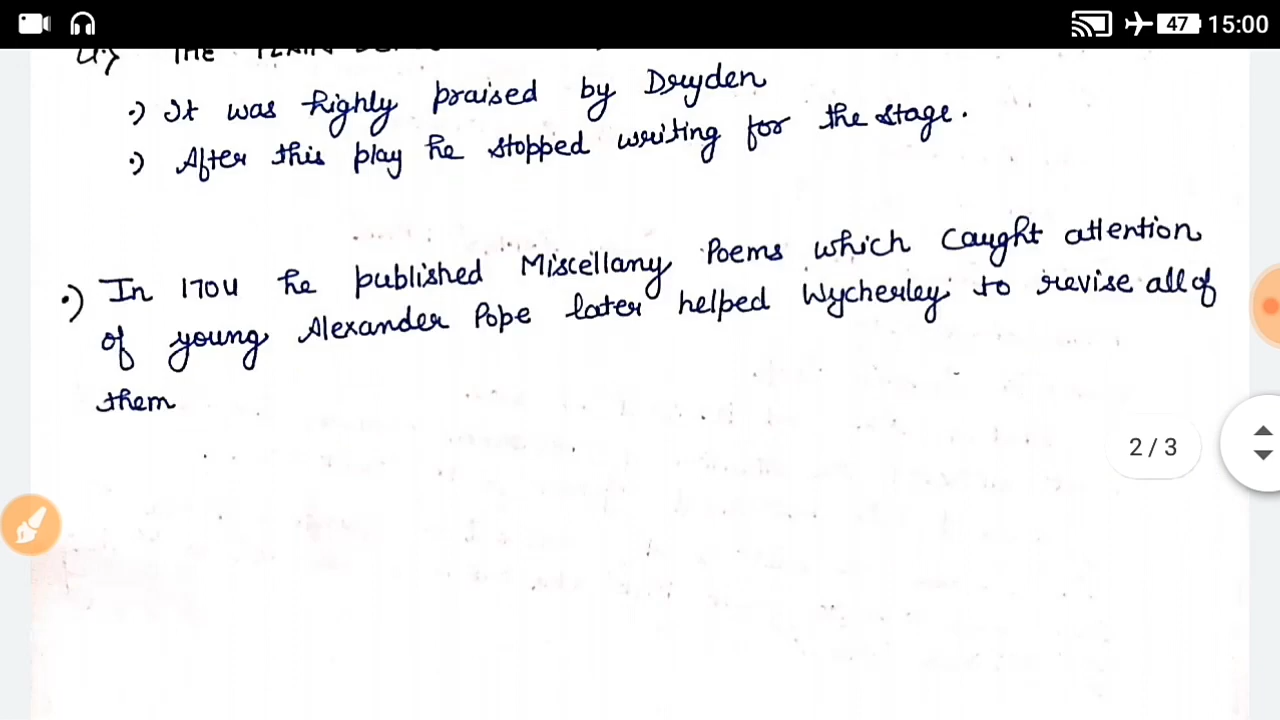 47 15:00
THE
•) It was highly praised by Dryden
•) After this play he stopped writing for the stage.
•) In 1704 he published Miscellany Poems which caught attention
of young Alexander Pope later helped Wycherley to revise all of
them
2/3